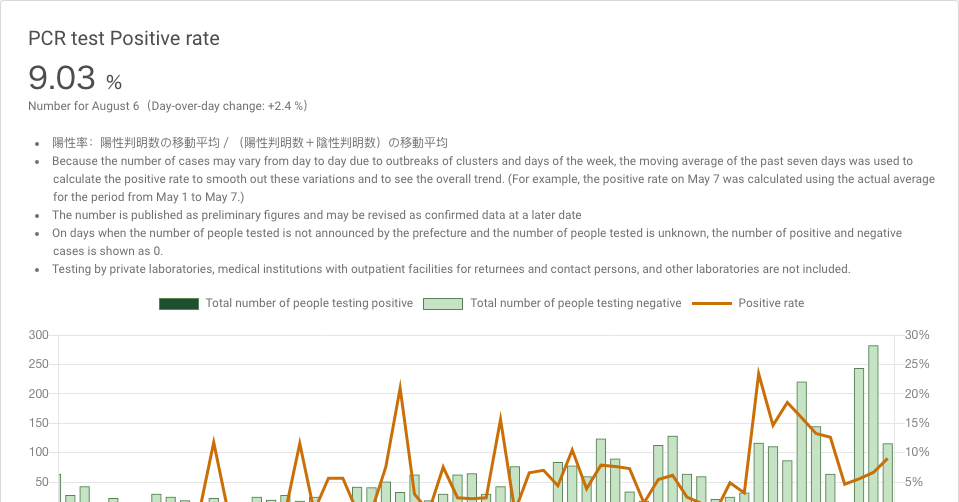 PCR test Positive rate
9.03 %
Number for August 6（Day-over-day change: +2.4 %）
• 陽性率： 陽性判明数の移動平均 / （陽性判明数＋陰性判明数）の移動平均
• Because the number of cases may vary from day to day due to outbreaks of clusters and days of the week, the moving average of the past seven days was used to
calculate the positive rate to smooth out these variations and to see the overall trend. (For example, the positive rate on May 7 was calculated using the actual average
for the period from May 1 to May 7.)
• The number is published as preliminary figures and may be revised as confirmed data at a later date
• On days when the number of people tested is not announced by the prefecture and the number of people tested is unknown, the number of positive and negative
cases is shown as 0.
• Testing by private laboratories, medical institutions with outpatient facilities for returnees and contact persons, and other laboratories are not included.
Total number of people testing positive Total number of people testing negative Positive rate
300 30%
250 25%
200 20%
150 15%
100 10%
50 5%